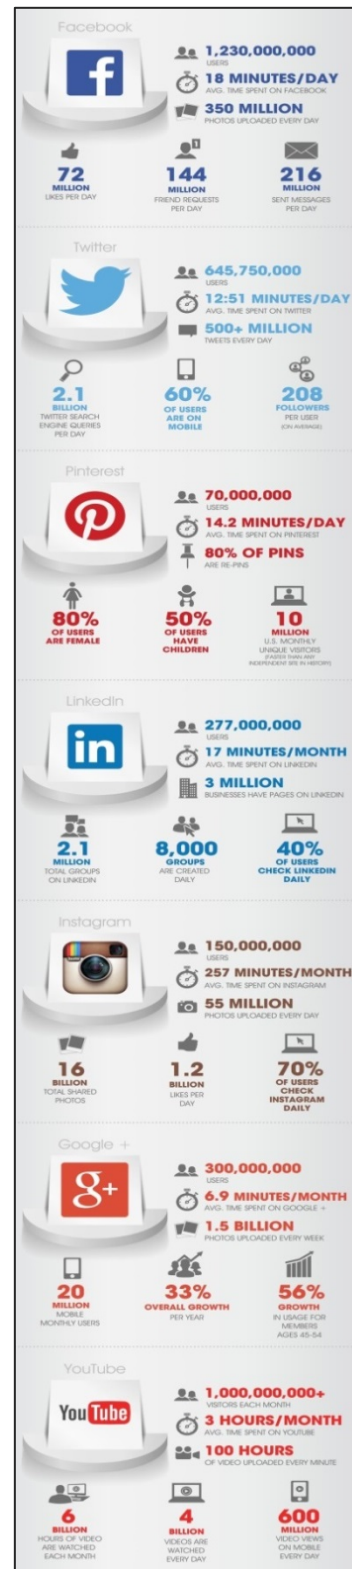 Facebook
f
1,230,000,000
USERS
18 MINUTES/DAY
AVG. TIME SPENT ON FACEBOOK
350 MILLION
PHOTOS UPLOADED EVERY DAY
72
MILLION
LIKES PER DAY
144
MILLION
FRIEND REQUESTS
PER DAY
216
MILLION
SENT MESSAGES
PER DAY
Twitter
645,750,000
USERS
12:51 MINUTES/DAY
AVG. TIME SPENT ON TWITTER
500+ MILLION
TWEETS EVERY DAY
2.1
BILLION
TWITTER SEARCH
ENGINE QUERIES
PER DAY
60%
OF USERS
ARE ON
MOBILE
208
FOLLOWERS
PER USER
(ON AVERAGE)
Pinterest
70,000,000
USERS
14.2 MINUTES/DAY
AVG. TIME SPENT ON PINTEREST
80% OF PINS
ARE RE-PINS
80%
OF USERS
ARE FEMALE
50%
OF USERS
HAVE
CHILDREN
10
MILLION
U.S. MONTHLY
UNIQUE VISITORS
(FASTER THAN ANY
INDEPENDENT SITE IN HISTORY)
LinkedIn
in
277,000,000
USERS
17 MINUTES/MONTH
AVG. TIME SPENT ON LINKEDIN
3 MILLION
BUSINESSES HAVE PAGES ON LINKEDIN
2.1
MILLION
TOTAL GROUPS
ON LINKEDIN
8,000
GROUPS
ARE CREATED
DAILY
40%
OF USERS
CHECK LINKEDIN
DAILY
Instagram
150,000,000
USERS
257 MINUTES/MONTH
AVG. TIME SPENT ON INSTAGRAM
55 MILLION
PHOTOS UPLOADED EVERY DAY
16
BILLION
TOTAL SHARED
PHOTOS
1.2
BILLION
LIKES PER
DAY
70%
OF USERS
CHECK
INSTAGRAM
DAILY
Google +
g+
300,000,000
USERS
6.9 MINUTES/MONTH
AVG. TIME SPENT ON GOOGLE +
1.5 BILLION
PHOTOS UPLOADED EVERY WEEK
20
MILLION
MOBILE
MONTHLY USERS
33%
OVERALL GROWTH
PER YEAR
56%
GROWTH
IN USAGE FOR
MEMBERS
AGES 45-54
YouTube
You Tube
1,000,000,000+
VISITORS EACH MONTH
3 HOURS/MONTH
AVG. TIME SPENT ON YOUTUBE
100 HOURS
OF VIDEO UPLOADED EVERY MINUTE
6
BILLION
HOURS OF VIDEO
ARE WATCHED
EACH MONTH
4
BILLION
VIDEOS ARE
WATCHED
EVERY DAY
600
MILLION
VIDEO VIEWS
ON MOBILE
EVERY DAY